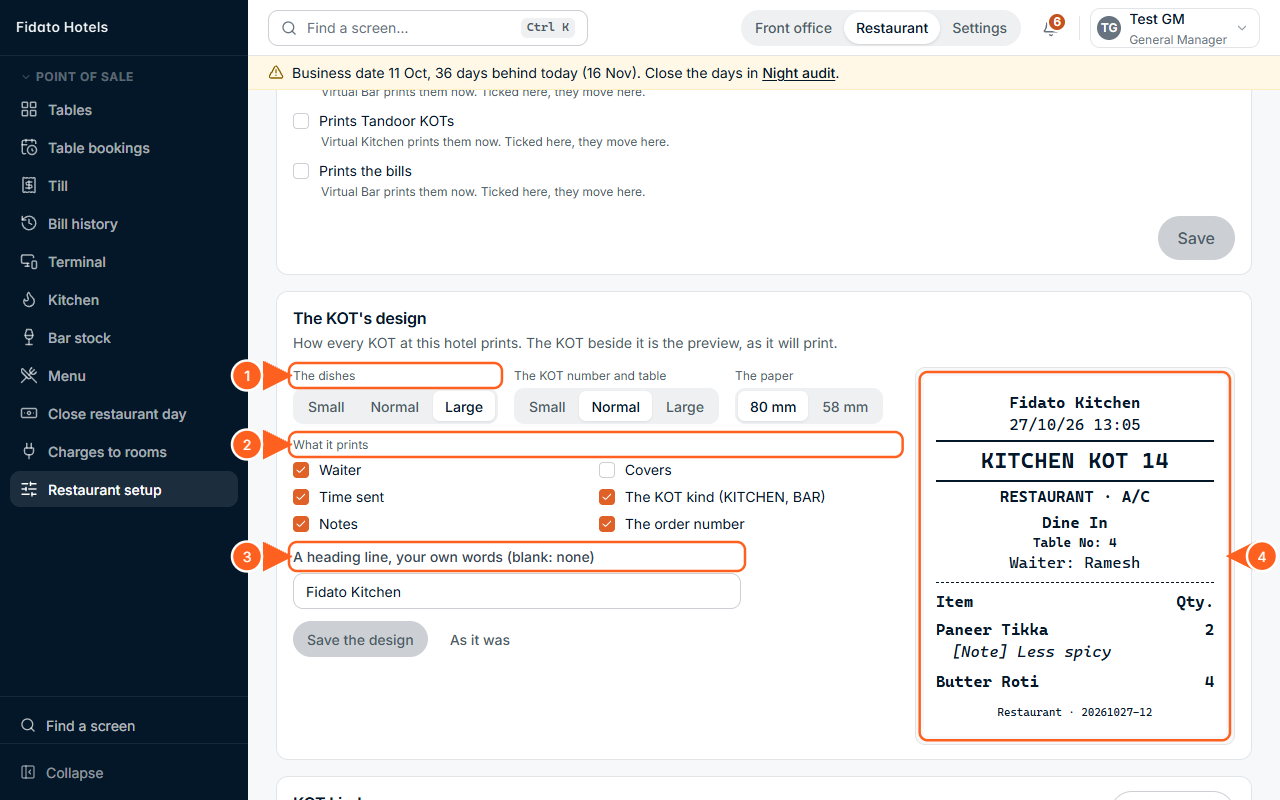 Fidato Hotels
Find a screen...
Ctrl K
Front office
Restaurant
Settings
6
TG
Test GM
General Manager
Business date 11 Oct, 36 days behind today (16 Nov). Close the days in Night audit.
POINT OF SALE
Tables
Table bookings
Till
Bill history
Terminal
Kitchen
Bar stock
Menu
Close restaurant day
Charges to rooms
Restaurant setup
Find a screen
Collapse
Virtual Bar prints them now. Ticked here, they move here.
Prints Tandoor KOTs
Virtual Kitchen prints them now. Ticked here, they move here.
Prints the bills
Virtual Bar prints them now. Ticked here, they move here.
Save
The KOT's design
How every KOT at this hotel prints. The KOT beside it is the preview, as it will print.
1
The dishes
The KOT number and table
The paper
Small
Normal
Large
Small
Normal
Large
80 mm
58 mm
2
What it prints
Waiter
Covers
Time sent
The KOT kind (KITCHEN, BAR)
Notes
The order number
3
A heading line, your own words (blank: none)
Fidato Kitchen
Save the design
As it was
Fidato Kitchen
27/10/26 13:05
KITCHEN KOT 14
RESTAURANT · A/C
Dine In
Table No: 4
Waiter: Ramesh
Item Qty.
Paneer Tikka 2
[Note] Less spicy
Butter Roti 4
Restaurant · 20261027-12
4